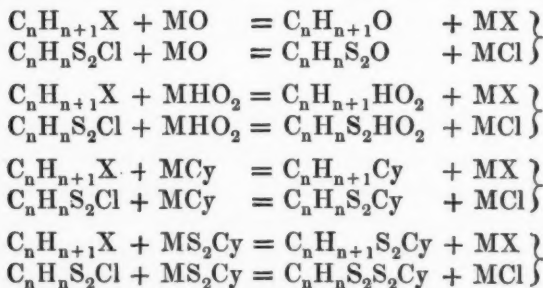 CₙHₙ₊₁X + MO = CₙHₙ₊₁O + MX
CₙHₙS₂Cl + MO = CₙHₙS₂O + MCl
CₙHₙ₊₁X + MHO₂ = CₙHₙ₊₁HO₂ + MX
CₙHₙS₂Cl + MHO₂ = CₙHₙS₂HO₂ + MCl
CₙHₙ₊₁X + MCy = CₙHₙ₊₁Cy + MX
CₙHₙS₂Cl + MCy = CₙHₙS₂Cy + MCl
CₙHₙ₊₁X + MS₂Cy = CₙHₙ₊₁S₂Cy + MX
CₙHₙS₂Cl + MS₂Cy = CₙHₙS₂S₂Cy + MCl